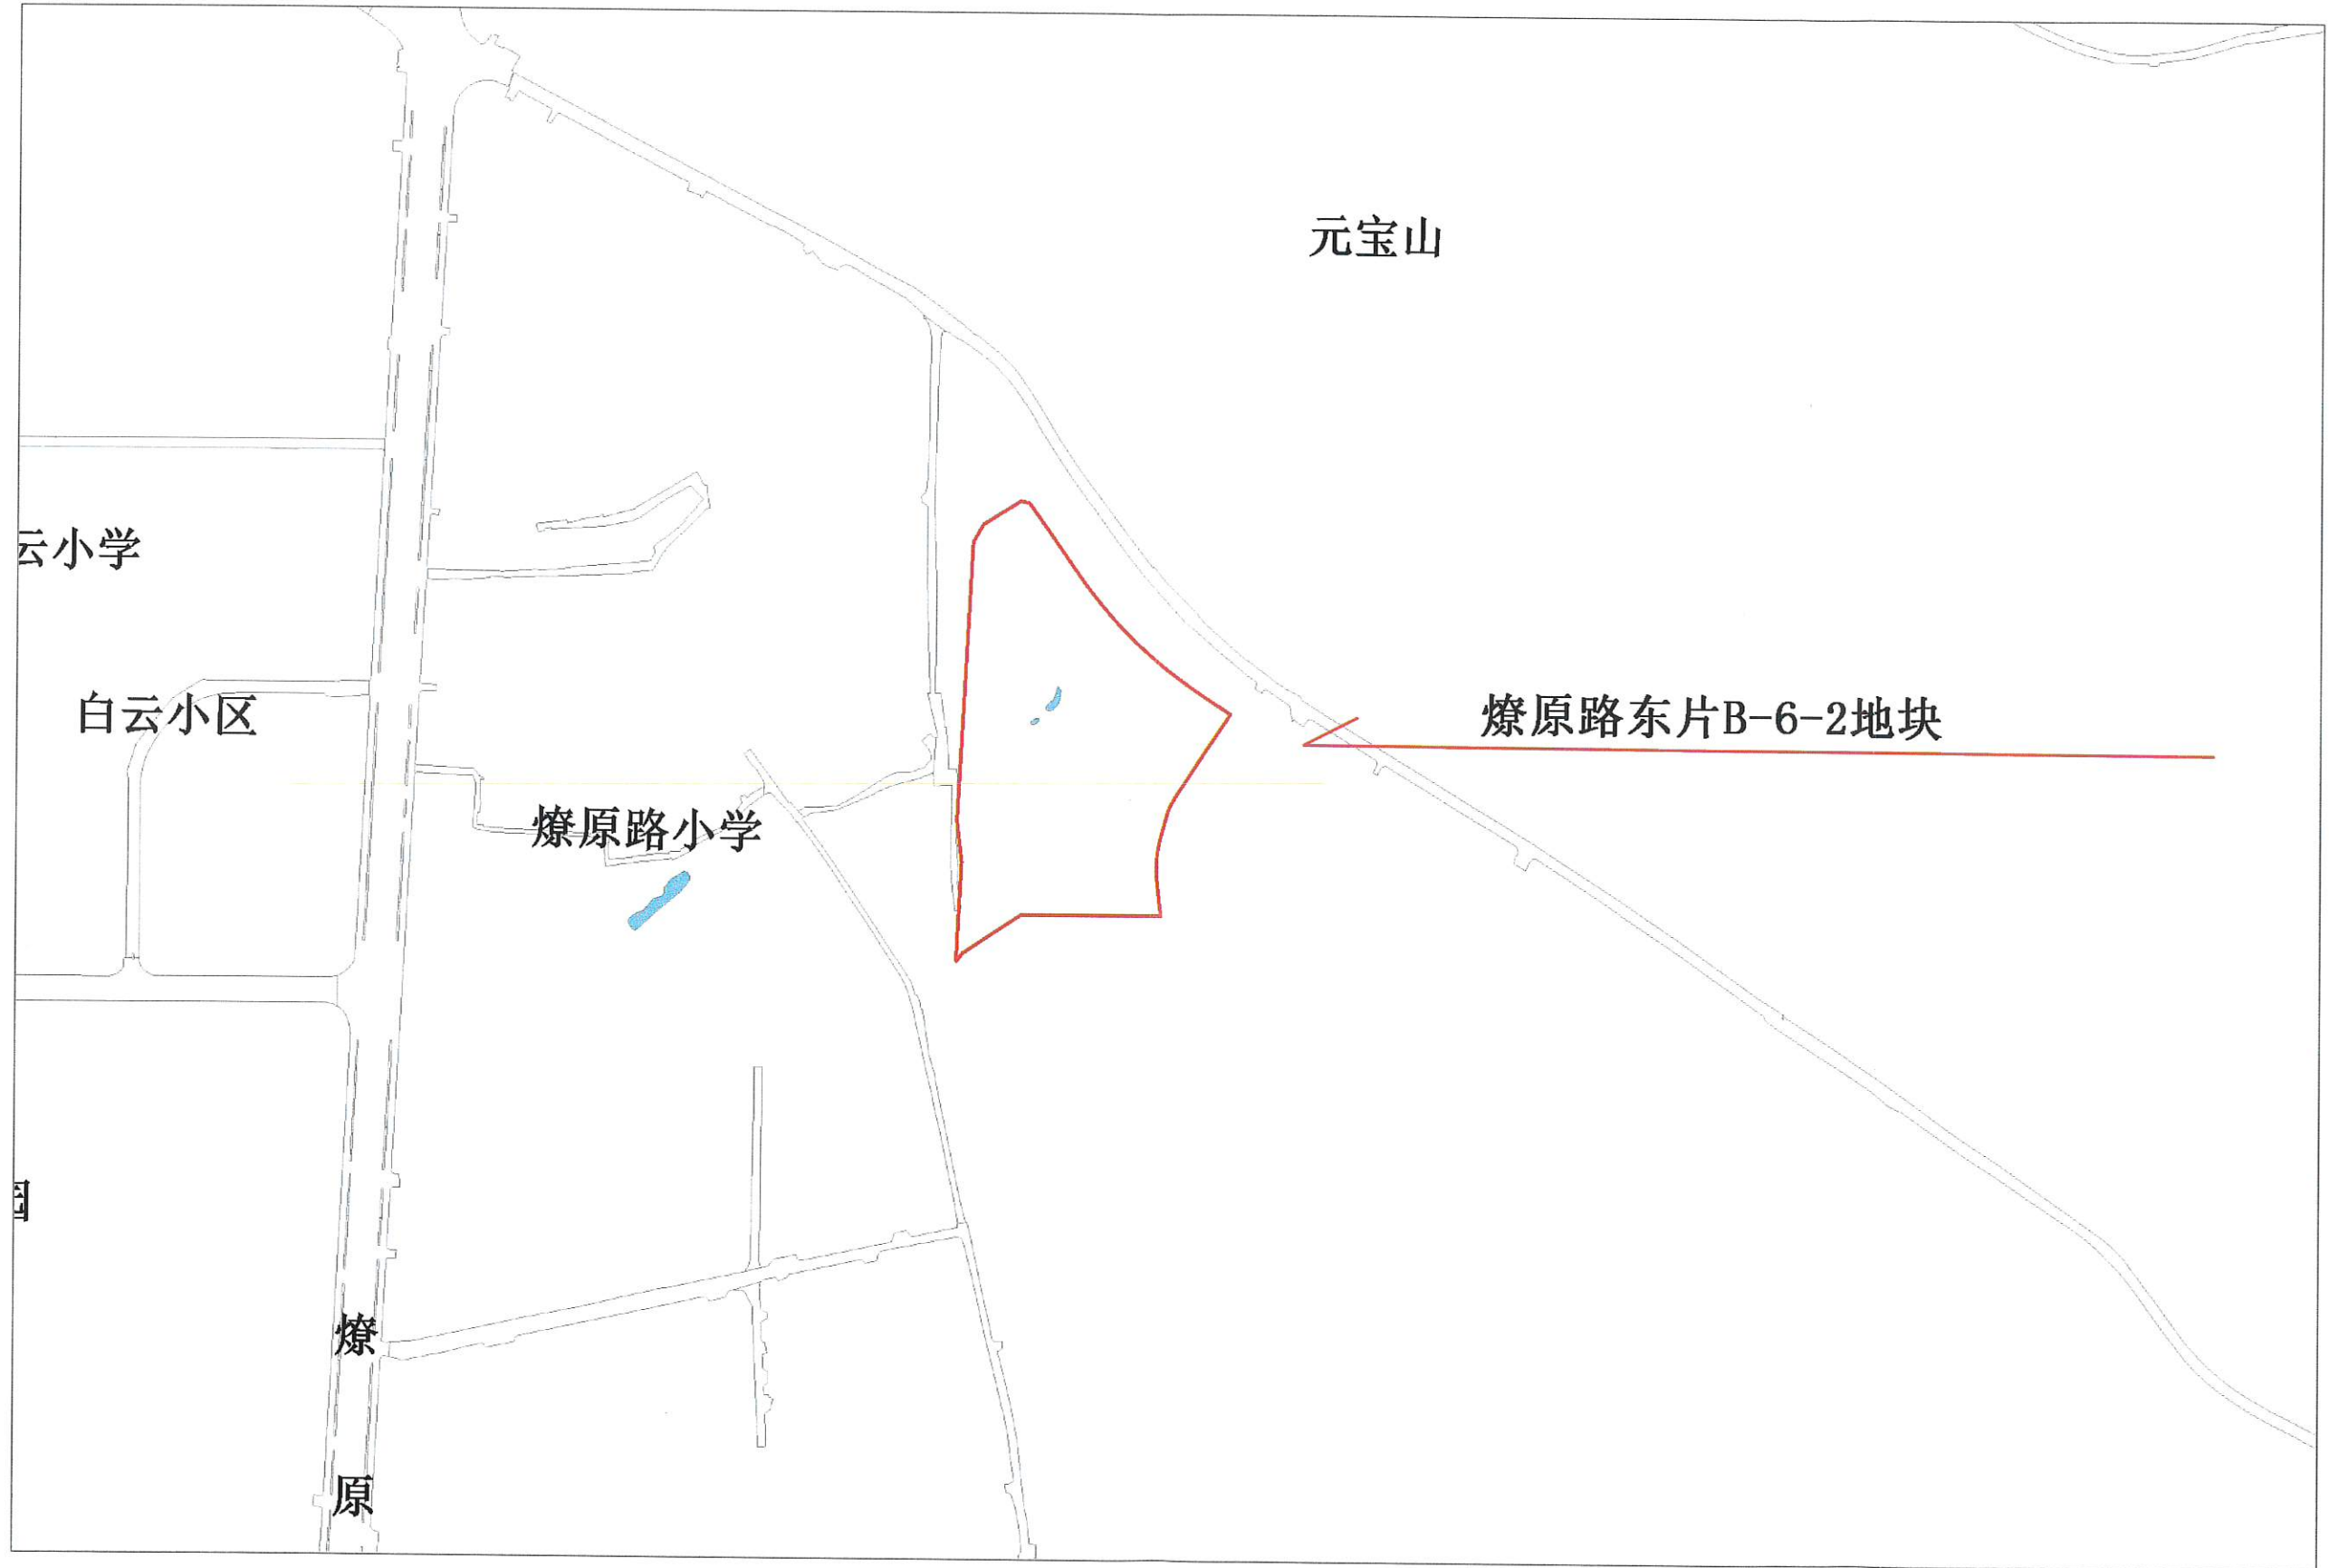 元宝山
云小学
白云小区
燎原路东片B-6-2地块
燎原路小学
燎
原